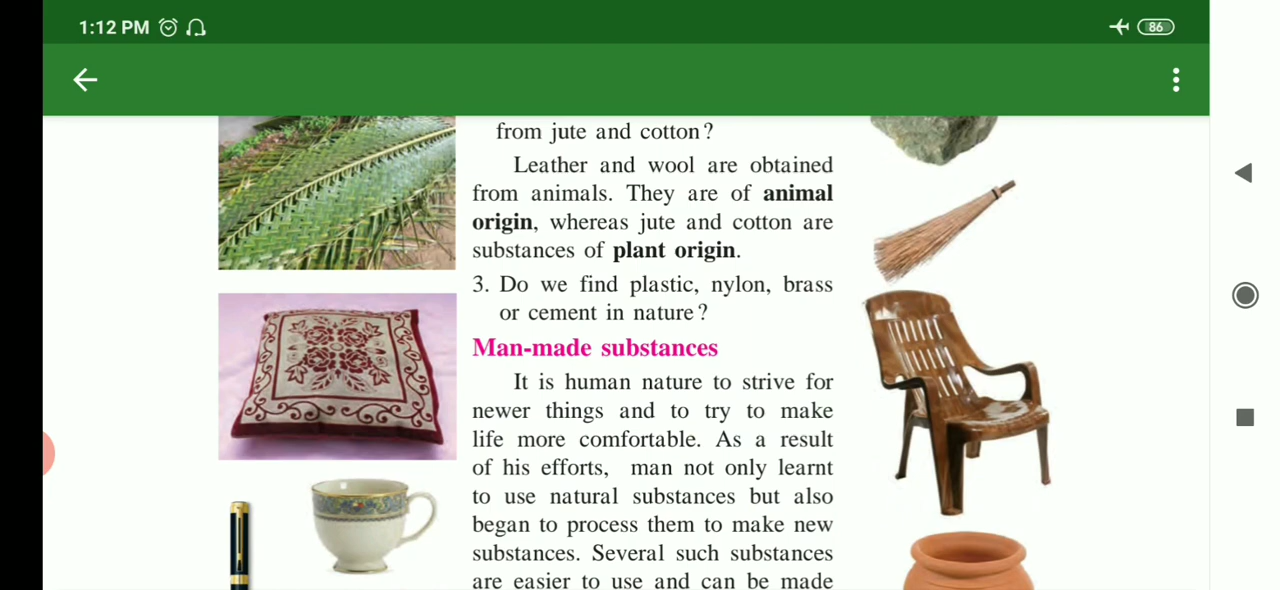 1:12 PM
86
from jute and cotton ?
Leather and wool are obtained
from animals. They are of animal
origin, whereas jute and cotton are
substances of plant origin.
3. Do we find plastic, nylon, brass
or cement in nature ?
Man-made substances
It is human nature to strive for
newer things and to try to make
life more comfortable. As a result
of his efforts, man not only learnt
to use natural substances but also
began to process them to make new
substances. Several such substances
are easier to use and can be made